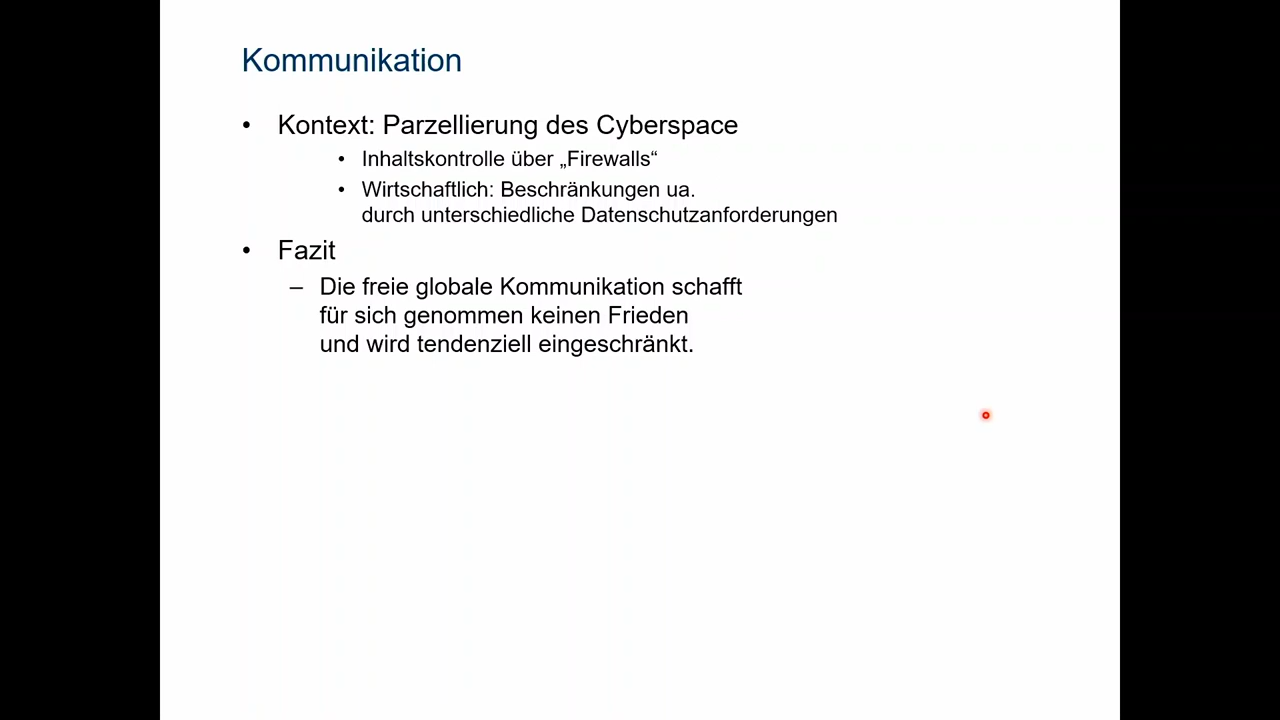 Kommunikation
• Kontext: Parzellierung des Cyberspace
• Inhaltskontrolle über „Firewalls“
• Wirtschaftlich: Beschränkungen ua.
durch unterschiedliche Datenschutzanforderungen
• Fazit
– Die freie globale Kommunikation schafft
für sich genommen keinen Frieden
und wird tendenziell eingeschränkt.